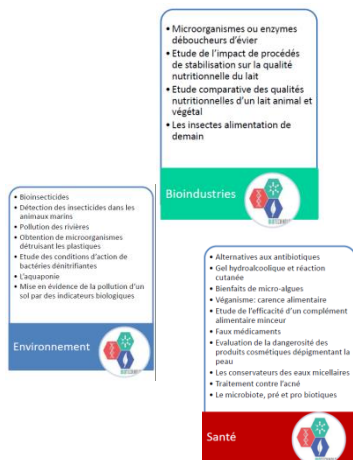 • Microorganismes ou enzymes
déboucheurs d'évier
• Etude de l'impact de procédés
de stabilisation sur la qualité
nutritionnelle du lait
• Etude comparative des qualités
nutritionnelles d'un lait animal et
végétal
• Les insectes alimentation de
demain
Bioindustries
• Bioinsecticides
• Détection des insecticides dans les
animaux marins
• Pollution des rivières
• Obtention de microorganismes
détruisant les plastiques
• Etude des conditions d'action de
bactéries dénitrifiantes
• L'aquaponie
• Mise en évidence de la pollution d'un
sol par des indicateurs biologiques
Environnement
• Alternatives aux antibiotiques
• Gel hydroalcoolique et réaction
cutanée
• Bienfaits de micro-algues
• Véganisme: carence alimentaire
• Etude de l'efficacité d'un complément
alimentaire minceur
• Faux médicaments
• Evaluation de la dangerosité des
produits cosmétiques dépigmentant la
peau
• Les conservateurs des eaux micellaires
• Traitement contre l'acné
• Le microbiote, pré et pro biotiques
Santé